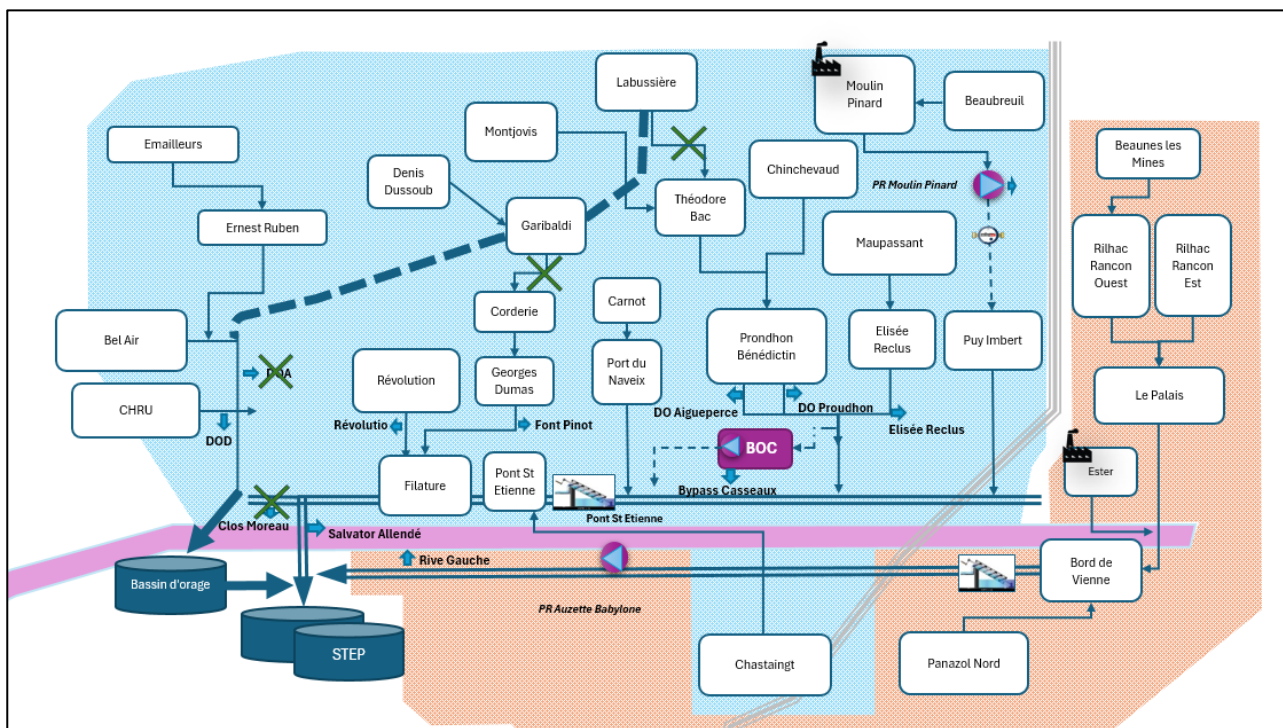 Labussière
Moulin
Pinard
Beaubreuil
Montjovis
Emailleurs
Beaunes les
Mines
Denis
Dussoub
Chinchevaud
PR Moulin Pinard
Théodore
Bac
Ernest Ruben
Garibaldi
Maupassant
Rilhac
Rancon
Ouest
Rilhac
Rancon
Est
Corderie
Carnot
Bel Air
Prondhon
Bénédictin
Elisée
Reclus
Puy Imbert
Révolution
Georges
Dumas
Port du
Naveix
DOA
Le Palais
CHRU
DO Aigueperce
DO Proudhon
Révolutio
Font Pinot
Elisée Reclus
DOD
BOC
Ester
Filature
Pont St
Etienne
Bypass Casseaux
Pont St Etienne
Clos Moreau
Salvator Allendé
Rive Gauche
Bord de
Vienne
Bassin d'orage
PR Auzette Babylone
STEP
Chastaingt
Panazol Nord